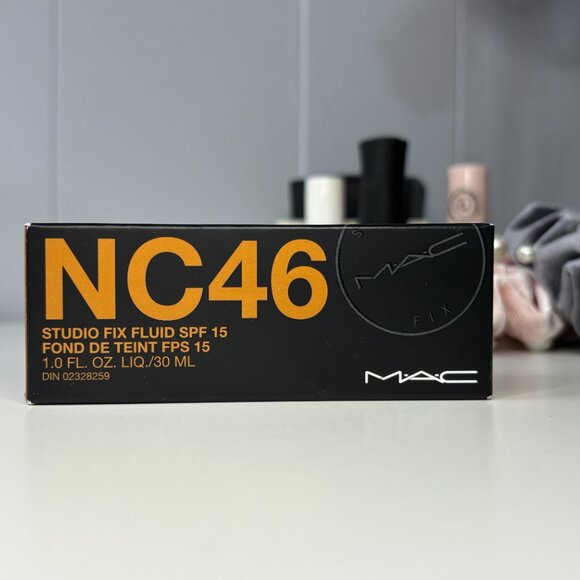 NC46
STUDIO FIX FLUID SPF 15
FOND DE TEINT FPS 15
1.0 FL. OZ. LIQ./30 ML
DIN 02328259
MAC
FIX
M·A·C